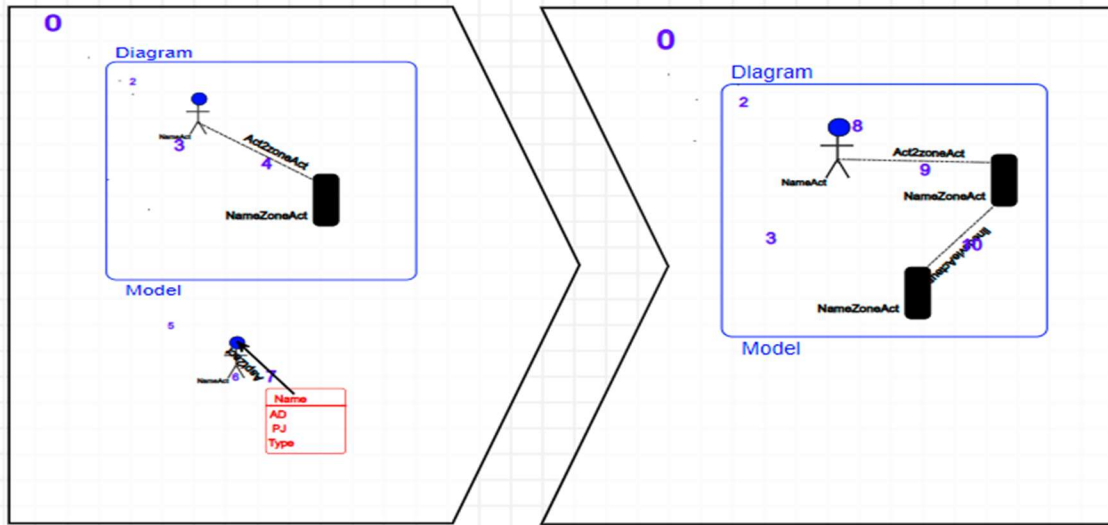 0
Diagram
2
NameAct
3
Act2zoneAct
4
NameZoneAct
Model
5
NameAct
6
7
Name
AD
PJ
Type
0
Diagram
2
8
NameAct
Act2zoneAct
9
NameZoneAct
3
10
NameZoneAct
Model